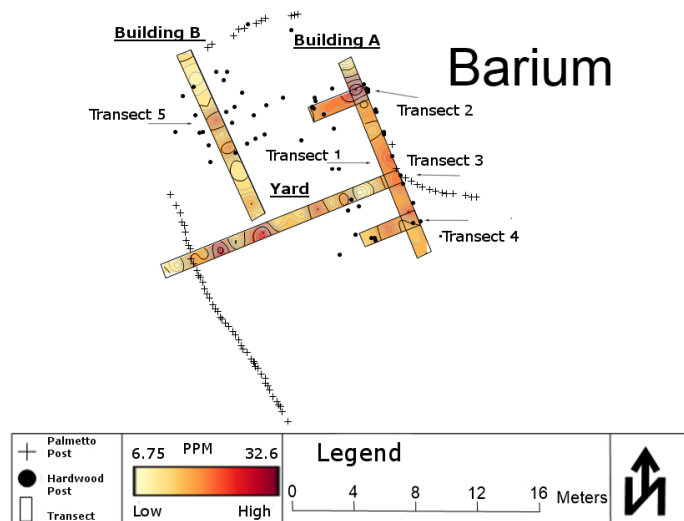 Building B
Building A
Barium
Transect 5
Transect 2
Transect 1
Transect 3
Yard
Transect 4
Palmetto
Post
Hardwood
Post
Transect
6.75 PPM 32.6
Low High
Legend
0 4 8 12 16 Meters
N